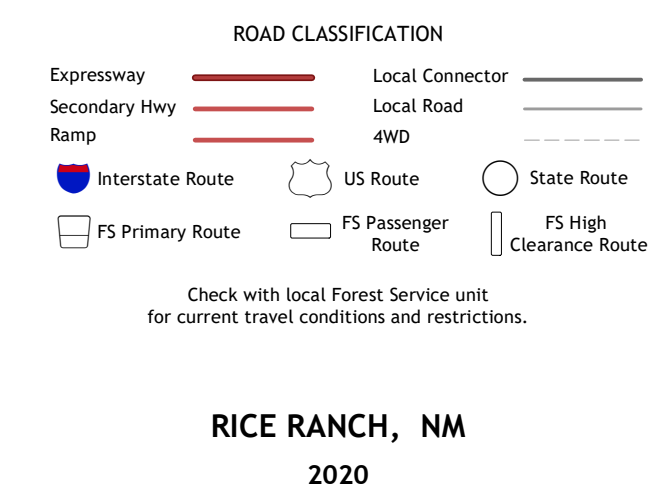 ROAD CLASSIFICATION
Expressway
Local Connector
Secondary Hwy
Local Road
Ramp
4WD
Interstate Route
US Route
State Route
FS Primary Route
FS Passenger
Route
FS High
Clearance Route
Check with local Forest Service unit
for current travel conditions and restrictions.
RICE RANCH, NM
2020